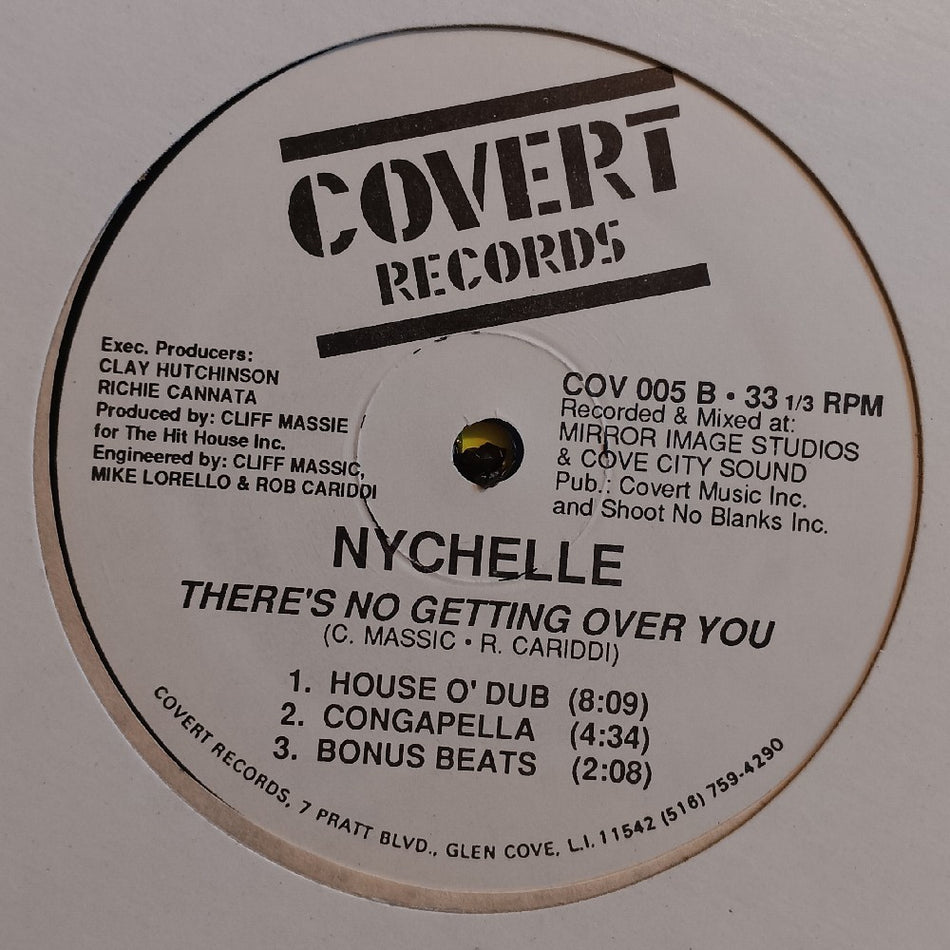 COVERT
RECORDS
Exec. Producers:
CLAY HUTCHINSON
RICHIE CANNATA
Produced by: CLIFF MASSIE
for The Hit House Inc.
Engineered by: CLIFF MASSIC,
MIKE LORELLO & ROB CARIDDI
COV 005 B • 33 1/3 RPM
Recorded & Mixed at:
MIRROR IMAGE STUDIOS
& COVE CITY SOUND
Pub.: Covert Music Inc.
and Shoot No Blanks Inc.
NYCHELLE
THERE'S NO GETTING OVER YOU
(C. MASSIC • R. CARIDDI)
1. HOUSE O' DUB (8:09)
2. CONGAPELLA (4:34)
3. BONUS BEATS (2:08)
COVERT RECORDS, 7 PRATT BLVD., GLEN COVE, L.I. 11542 (516) 759-4290